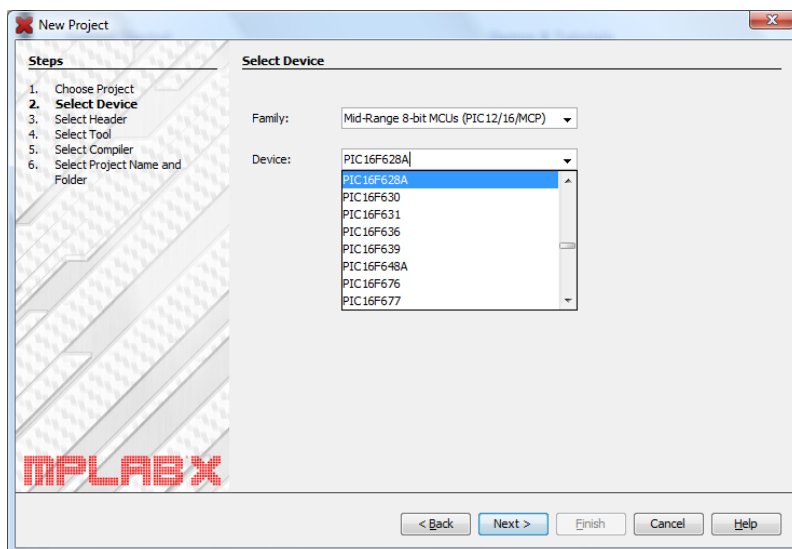 New Project
Steps
1. Choose Project
2. Select Device
3. Select Header
4. Select Tool
5. Select Compiler
6. Select Project Name and
Folder
Select Device
Family: Mid-Range 8-bit MCUs (PIC12/16/MCP)
Device: PIC16F628A
PIC16F628A
PIC16F630
PIC16F631
PIC16F636
PIC16F639
PIC16F648A
PIC16F676
PIC16F677
MPLAB X
< Back Next > Finish Cancel Help